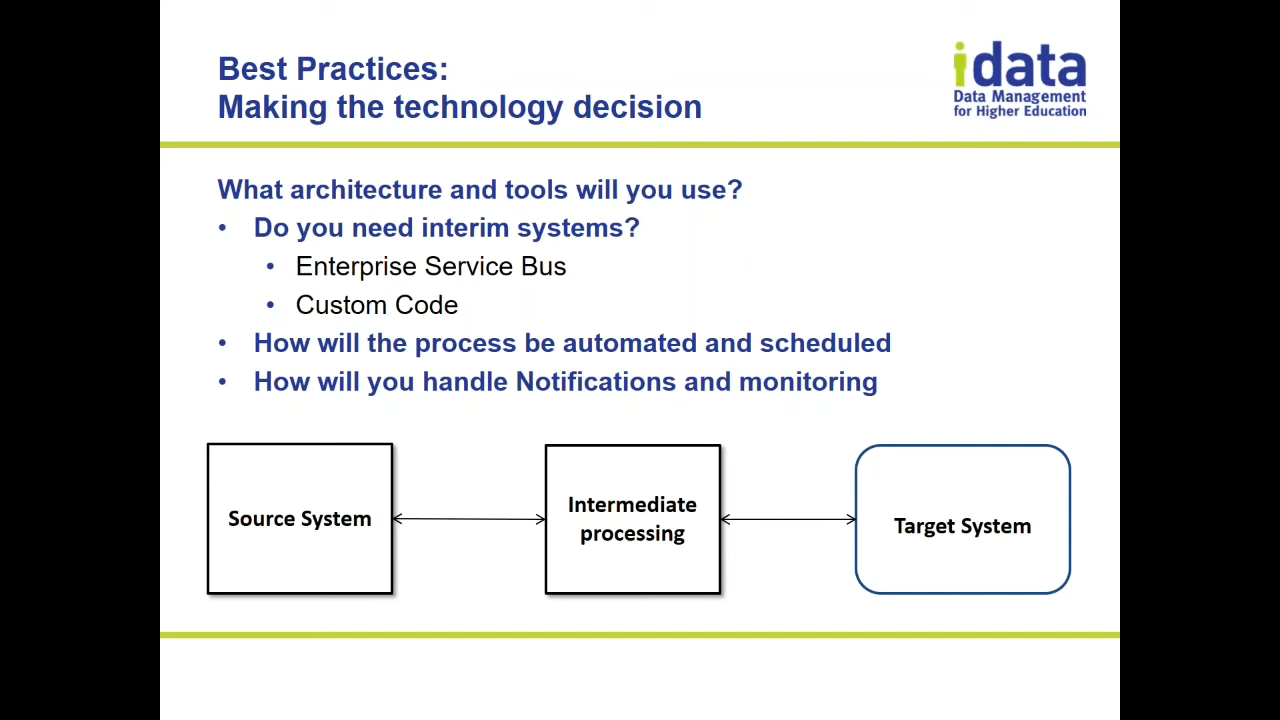 Best Practices:
Making the technology decision
idata
Data Management
for Higher Education
What architecture and tools will you use?
• Do you need interim systems?
• Enterprise Service Bus
• Custom Code
• How will the process be automated and scheduled
• How will you handle Notifications and monitoring
Source System
Intermediate
processing
Target System